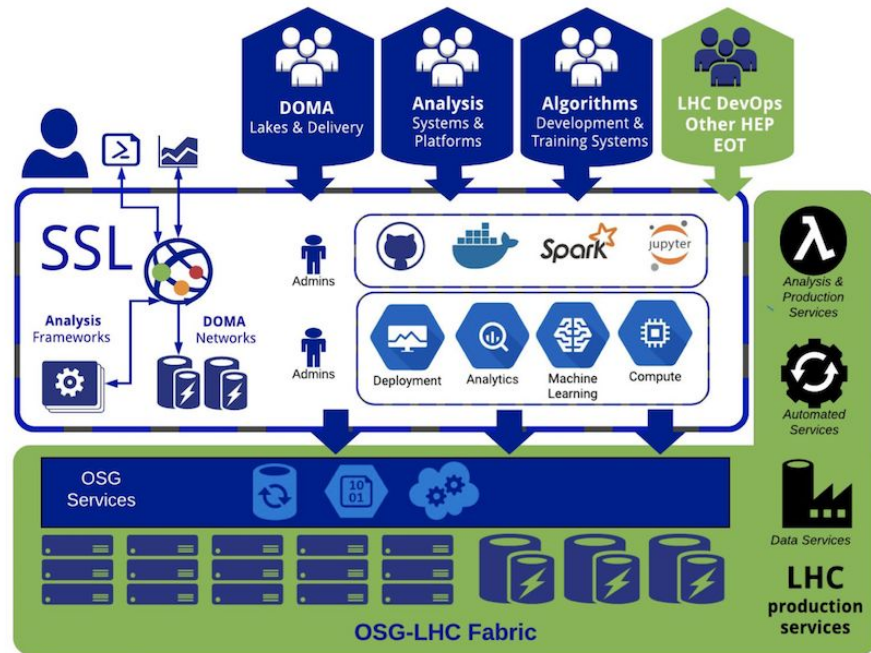 DOMA
Lakes & Delivery
Analysis
Systems &
Platforms
Algorithms
Development &
Training Systems
LHC DevOps
Other HEP
EOT
SSL
Admins
Spark
jupyter
Analysis
Frameworks
DOMA
Networks
Admins
Deployment
Analytics
Machine
Learning
Compute
Analysis &
Production
Services
Automated
Services
Data Services
LHC
production
services
OSG
Services
10
01
OSG-LHC Fabric